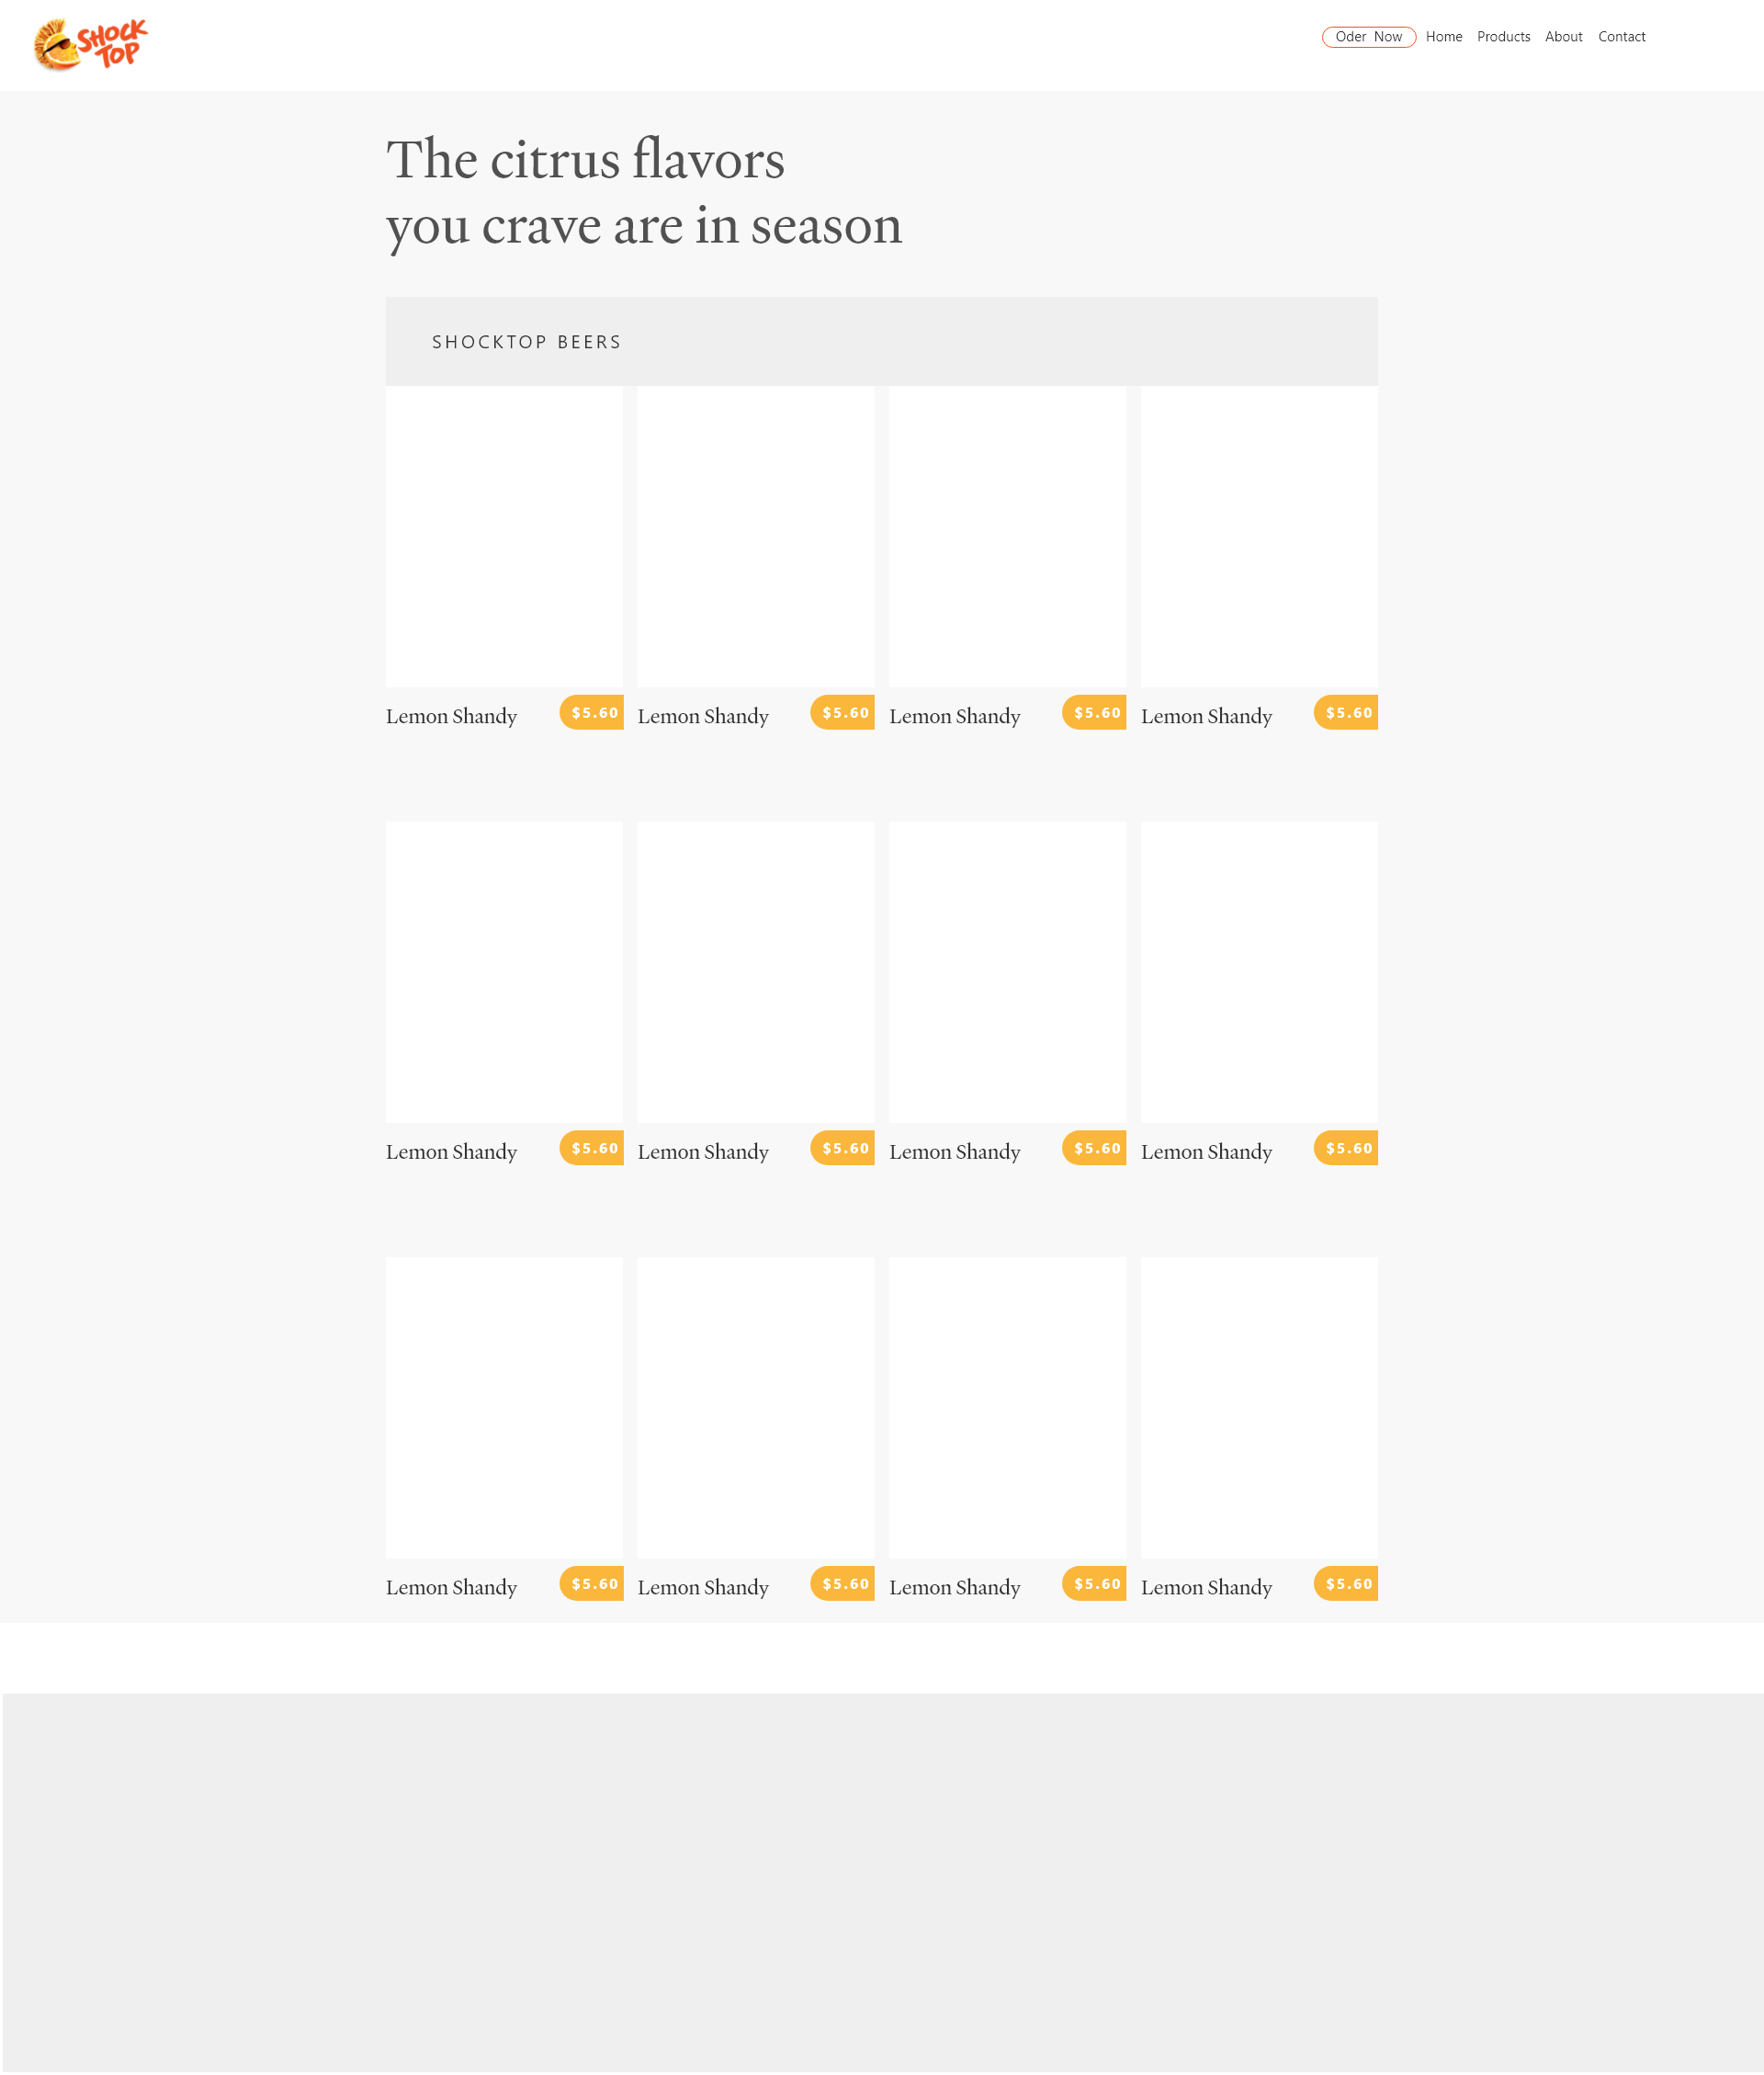 SHOCK
TOP
Oder Now Home Products About Contact
The citrus flavors
you crave are in season
SHOCKTOP BEERS
Lemon Shandy $5.60 Lemon Shandy $5.60 Lemon Shandy $5.60 Lemon Shandy $5.60
Lemon Shandy $5.60 Lemon Shandy $5.60 Lemon Shandy $5.60 Lemon Shandy $5.60
Lemon Shandy $5.60 Lemon Shandy $5.60 Lemon Shandy $5.60 Lemon Shandy $5.60